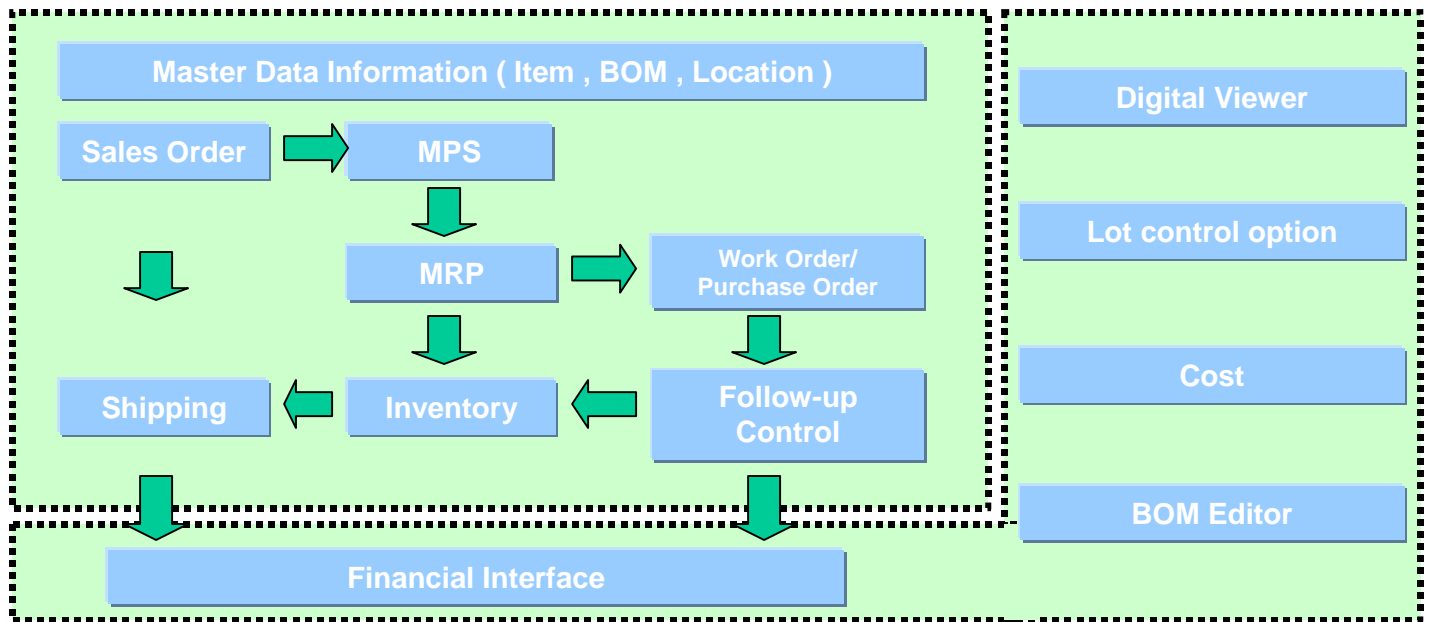 Master Data Information ( Item , BOM , Location )
Sales Order
MPS
MRP
Work Order/
Purchase Order
Shipping
Inventory
Follow-up
Control
Financial Interface
Digital Viewer
Lot control option
Cost
BOM Editor